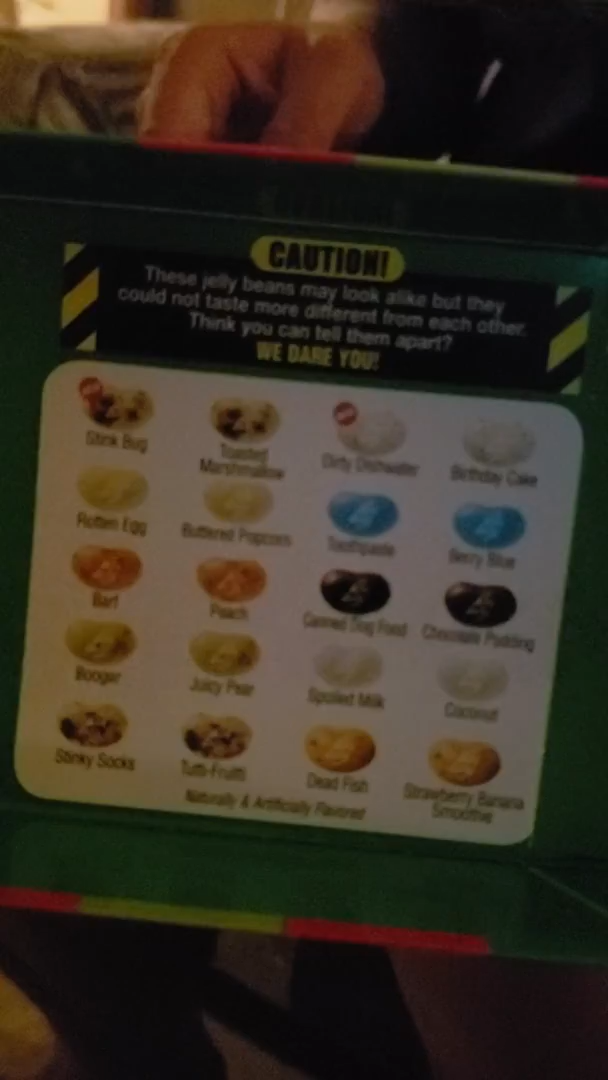 CAUTION!
These jelly beans may look alike but they
could not taste more different from each other.
Think you can tell them apart?
WE DARE YOU!
Stink Bug
Toasted
Marshmallow
Dirty Dishwater
Birthday Cake
Rotten Egg
Buttered Popcorn
Toothpaste
Berry Blue
Barf
Peach
Canned Dog Food
Chocolate Pudding
Booger
Juicy Pear
Spoiled Milk
Coconut
Stinky Socks
Tutti-Fruitti
Dead Fish
Strawberry Banana
Smoothie
Naturally & Artificially Flavored